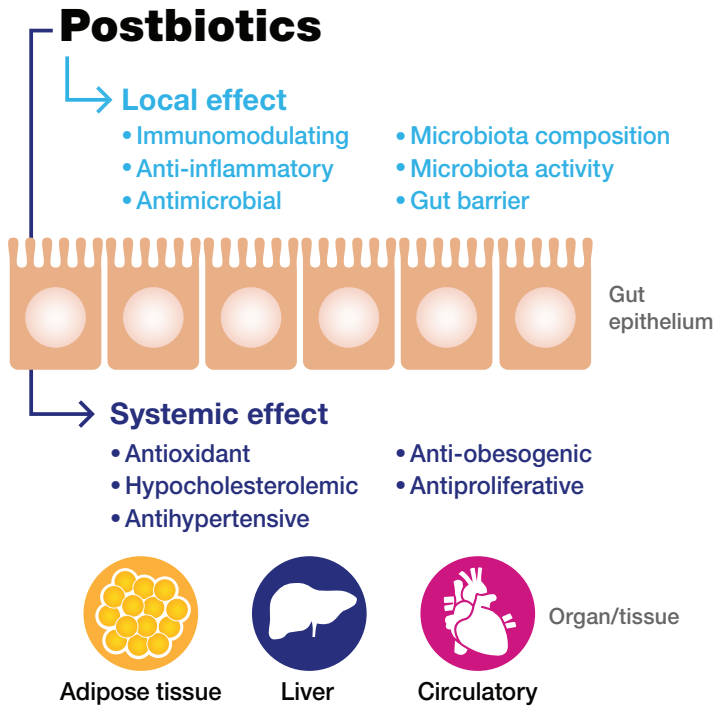 Postbiotics
Local effect
• Immunomodulating
• Anti-inflammatory
• Antimicrobial
• Microbiota composition
• Microbiota activity
• Gut barrier
Gut
epithelium
Systemic effect
• Antioxidant
• Hypocholesterolemic
• Antihypertensive
• Anti-obesogenic
• Antiproliferative
Organ/tissue
Adipose tissue
Liver
Circulatory